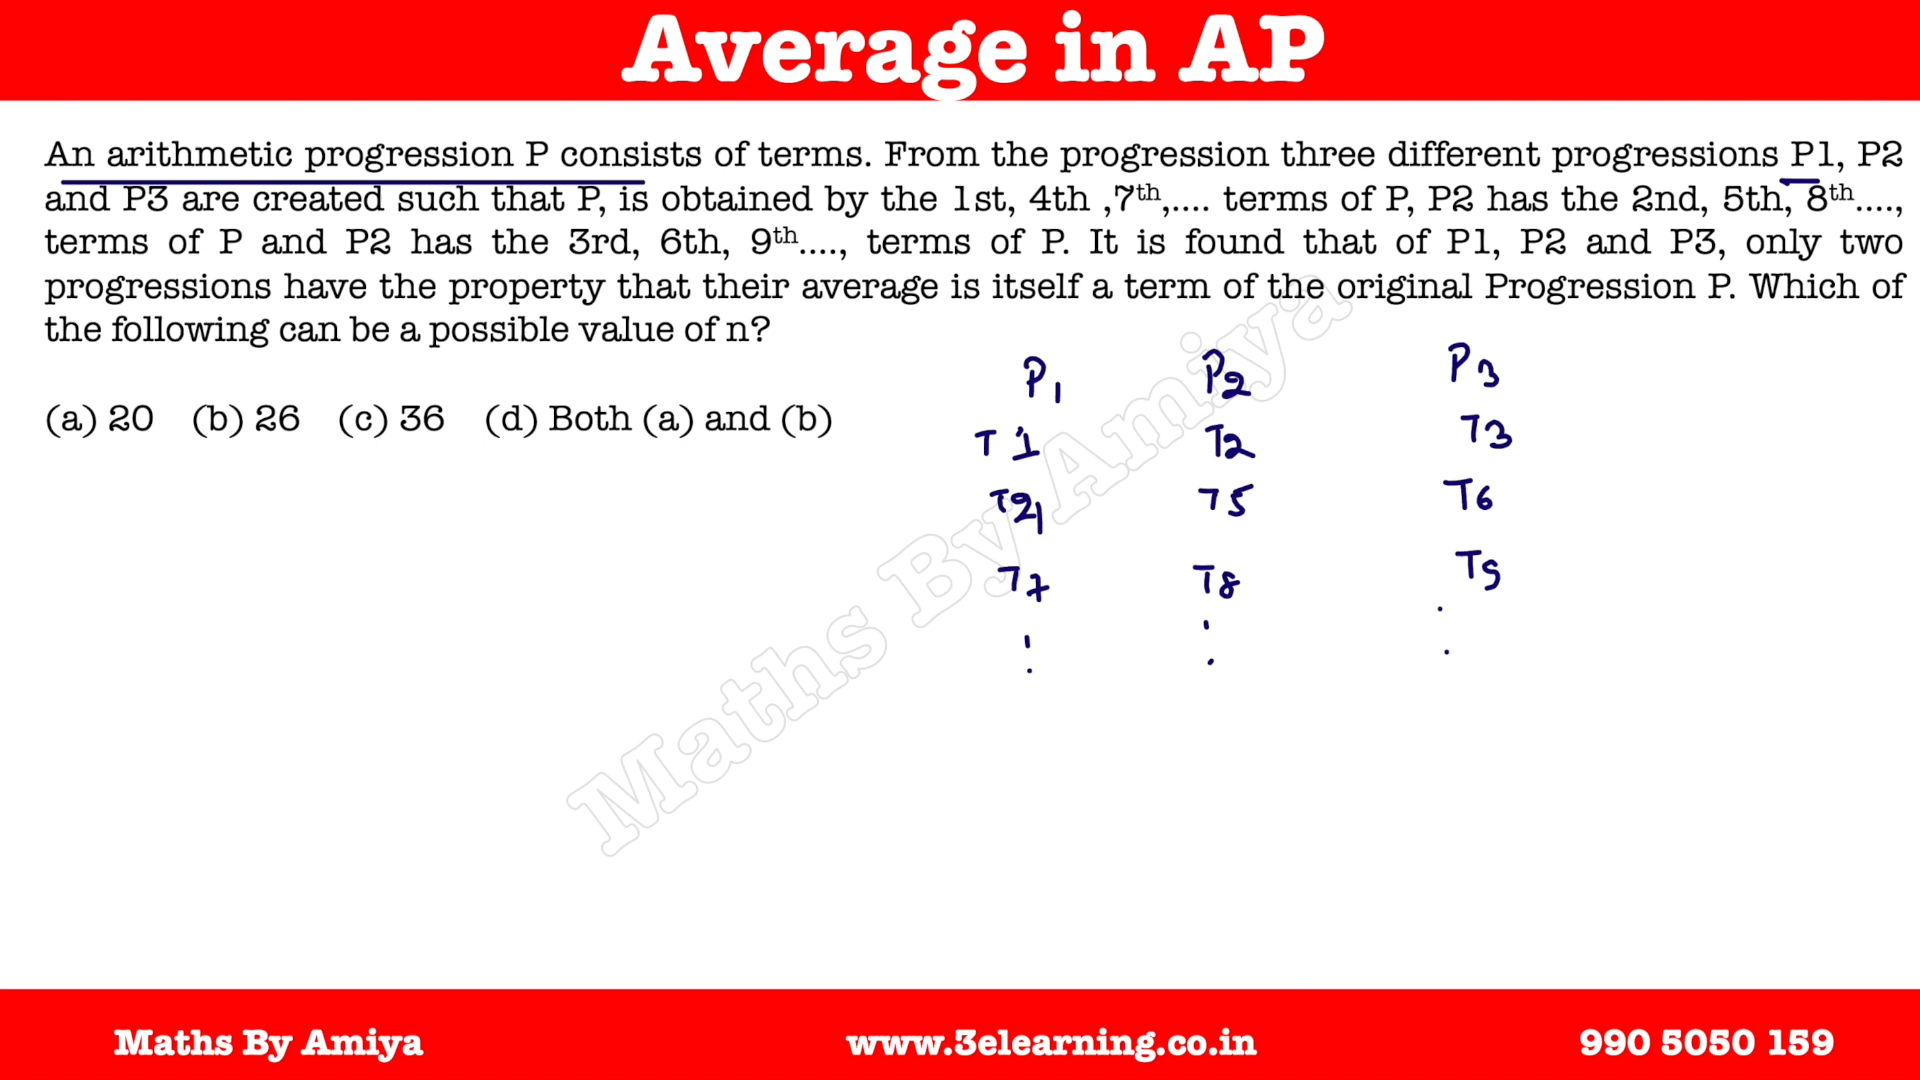 Average in AP
An arithmetic progression P consists of terms. From the progression three different progressions P1, P2
and P3 are created such that P, is obtained by the 1st, 4th ,7th,.... terms of P, P2 has the 2nd, 5th, 8th....,
terms of P and P2 has the 3rd, 6th, 9th...., terms of P. It is found that of P1, P2 and P3, only two
progressions have the property that their average is itself a term of the original Progression P. Which of
the following can be a possible value of n?
(a) 20 (b) 26 (c) 36 (d) Both (a) and (b)
P1 P2 P3
T1 T2 T3
T5 T6
T7 T8 T9
Maths By Amiya
Maths By Amiya www.3elearning.co.in 990 5050 159